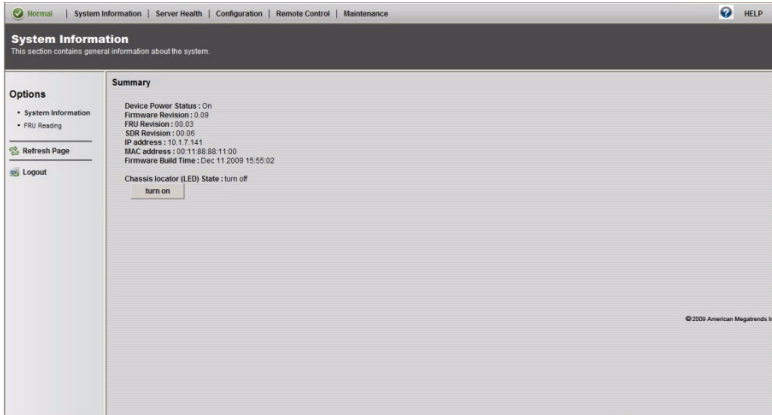 Normal | System Information | Server Health | Configuration | Remote Control | Maintenance HELP
System Information
This section contains general information about the system.
Options
• System Information
• FRU Reading
Refresh Page
Logout
Summary
Device Power Status : On
Firmware Revision : 0.09
FRU Revision : 00.03
SDR Revision : 00.06
IP address : 10.1.7.141
MAC address : 00:11:88:88:11:00
Firmware Build Time : Dec 11 2009 15:55:02
Chassis locator (LED) State : turn off
turn on
©2009 American Megatrends In